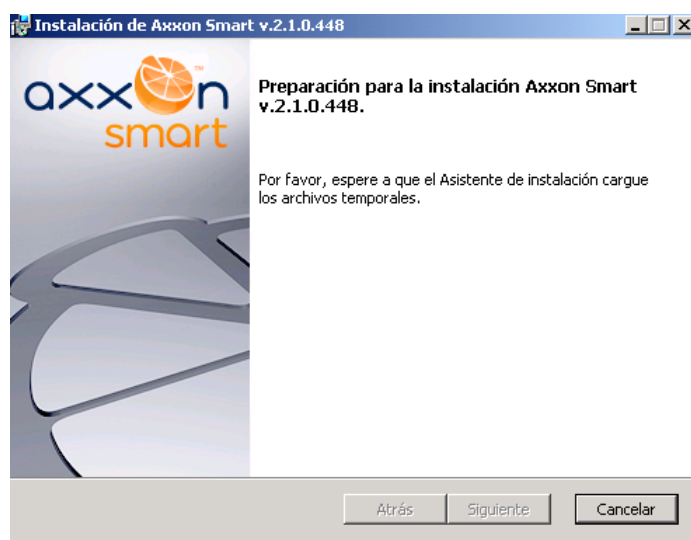 Instalación de Axxon Smart v.2.1.0.448
axxon™
smart
Preparación para la instalación Axxon Smart
v.2.1.0.448.
Por favor, espere a que el Asistente de instalación cargue
los archivos temporales.
Atrás
Siguiente
Cancelar